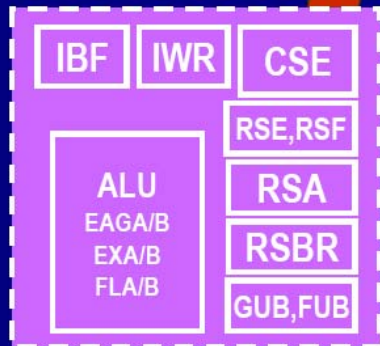 IBF IWR CSE
RSE,RSF
RSA
RSBR
GUB,FUB
ALU
EAGA/B
EXA/B
FLA/B